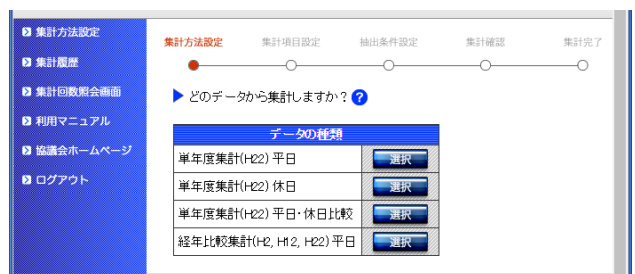 集計方法設定
集計履歴
集計回数照会画面
利用マニュアル
協議会ホームページ
ログアウト
集計方法設定 集計項目設定 抽出条件設定 集計確認 集計完了
どのデータから集計しますか？ ?
データの種類
単年度集計(H22) 平日 選択
単年度集計(H22) 休日 選択
単年度集計(H22) 平日・休日比較 選択
経年比較集計(H2, H12, H22) 平日 選択